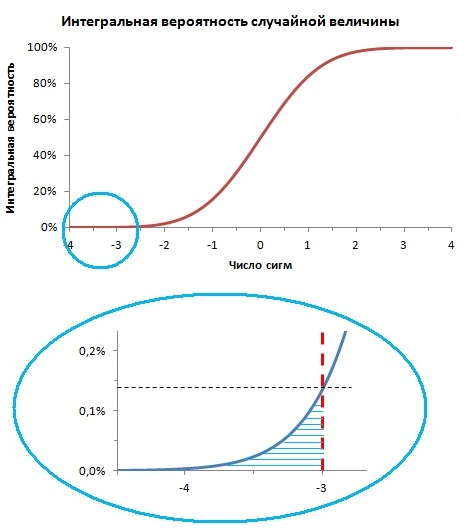 Интегральная вероятность случайной величины
Интегральная вероятность
100%
80%
60%
40%
20%
0%
-4 -3 -2 -1 0 1 2 3 4
Число сигм
0,2%
0,1%
0,0%
-4 -3